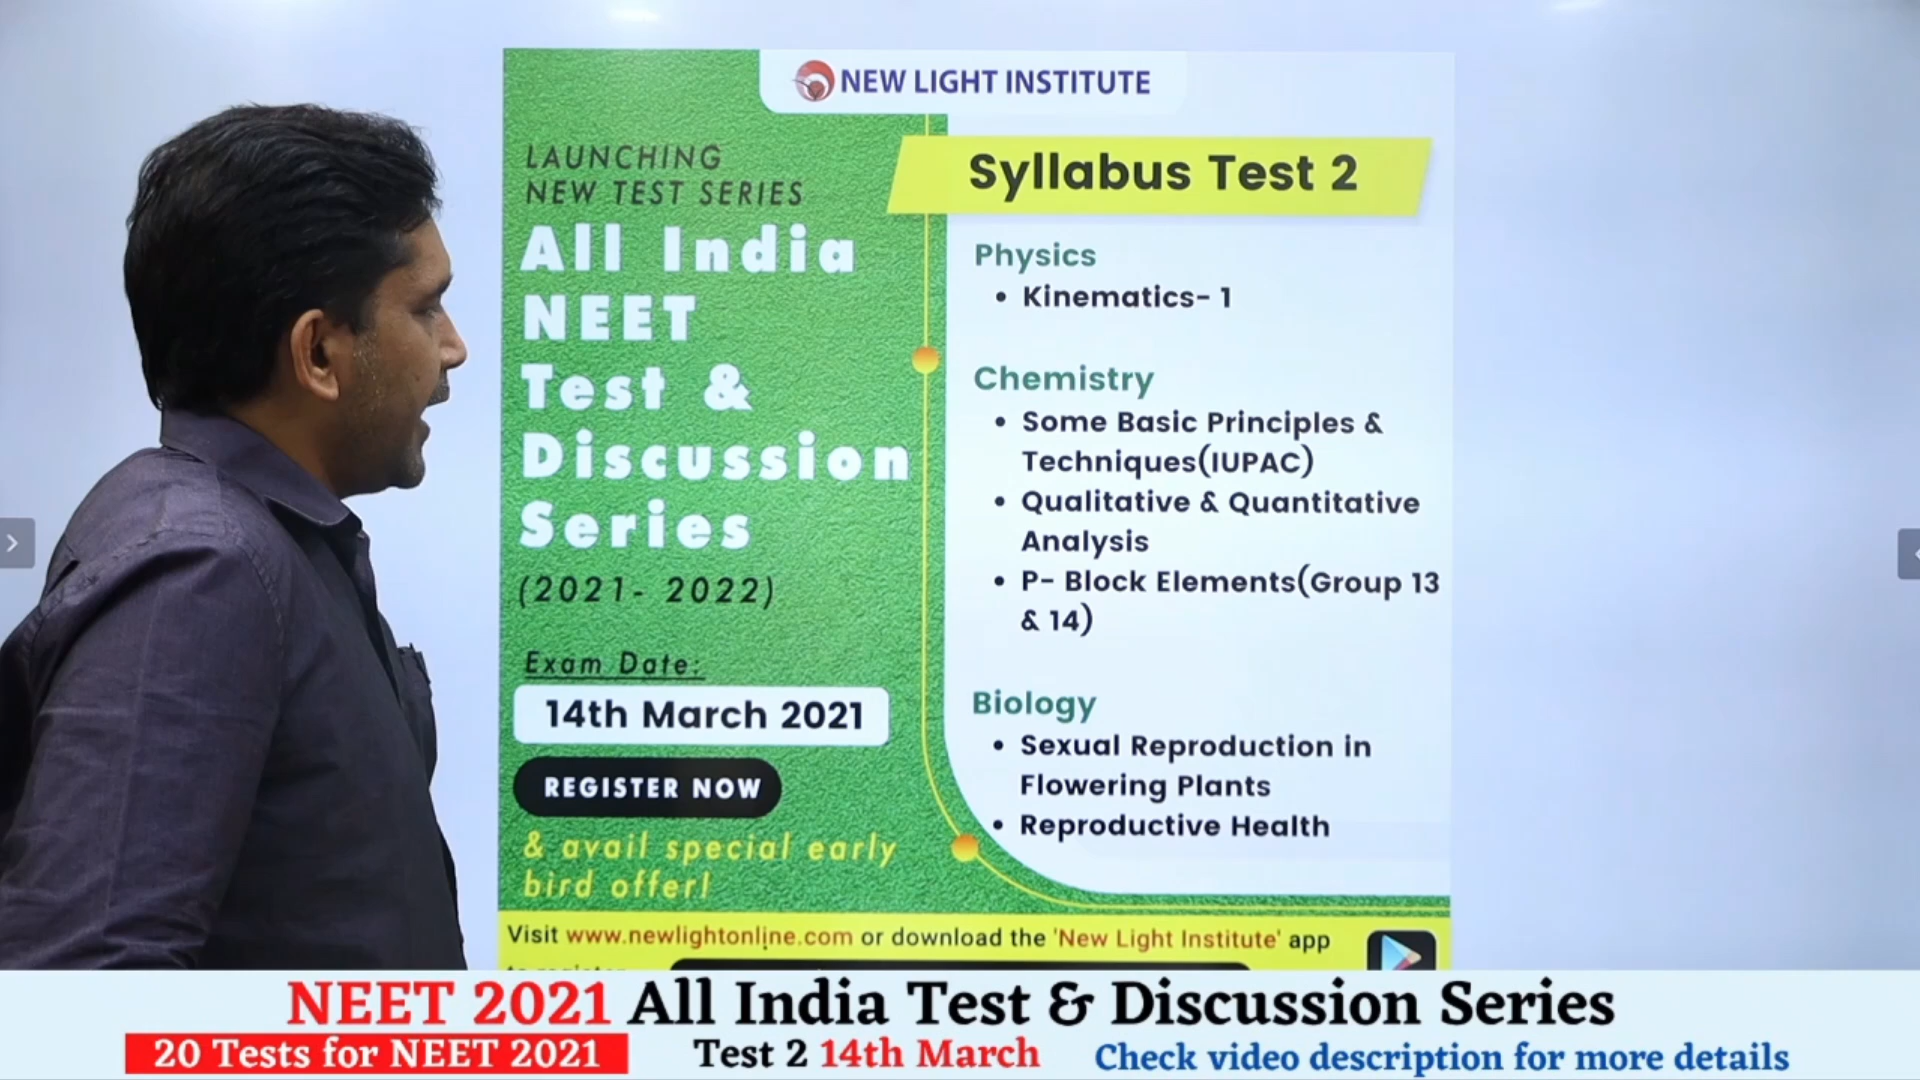 NEW LIGHT INSTITUTE
LAUNCHING
NEW TEST SERIES
All India
NEET
Test &
Discussion
Series
(2021- 2022)
Exam Date:
14th March 2021
REGISTER NOW
& avail special early
bird offer!
Syllabus Test 2
Physics
• Kinematics- 1
Chemistry
• Some Basic Principles &
Techniques(IUPAC)
• Qualitative & Quantitative
Analysis
• P- Block Elements(Group 13
& 14)
Biology
• Sexual Reproduction in
Flowering Plants
• Reproductive Health
Visit www.newlightonline.com or download the 'New Light Institute' app
to register
NEET 2021 All India Test & Discussion Series
20 Tests for NEET 2021 Test 2 14th March Check video description for more details